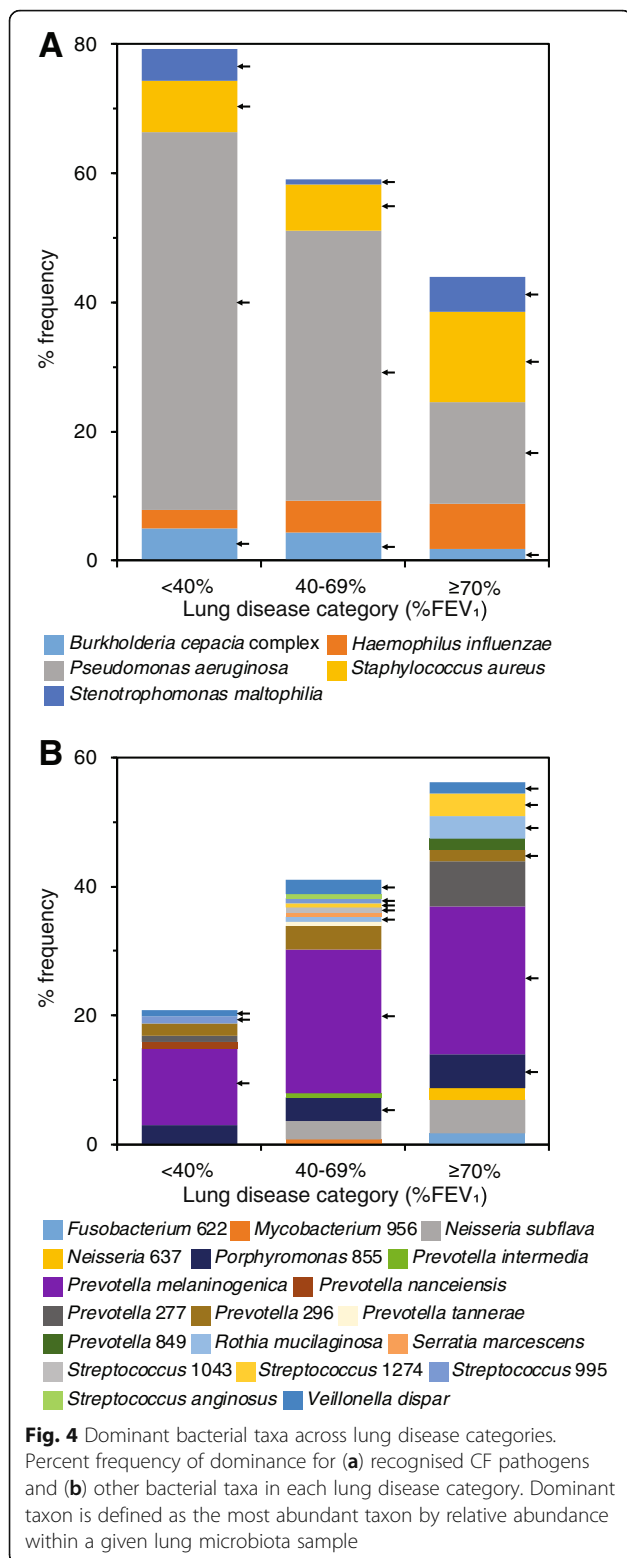 A
80
60
40
20
0
% frequency
<40% 40-69% ≥70%
Lung disease category (%FEV₁)
Burkholderia cepacia complex Haemophilus influenzae
Pseudomonas aeruginosa Staphylococcus aureus
Stenotrophomonas maltophilia
B
60
40
20
0
% frequency
<40% 40-69% ≥70%
Lung disease category (%FEV₁)
Fusobacterium 622 Mycobacterium 956 Neisseria subflava
Neisseria 637 Porphyromonas 855 Prevotella intermedia
Prevotella melaninogenica Prevotella nanceiensis
Prevotella 277 Prevotella 296 Prevotella tannerae
Prevotella 849 Rothia mucilaginosa Serratia marcescens
Streptococcus 1043 Streptococcus 1274 Streptococcus 995
Streptococcus anginosus Veillonella dispar
Fig. 4 Dominant bacterial taxa across lung disease categories.
Percent frequency of dominance for (a) recognised CF pathogens
and (b) other bacterial taxa in each lung disease category. Dominant
taxon is defined as the most abundant taxon by relative abundance
within a given lung microbiota sample